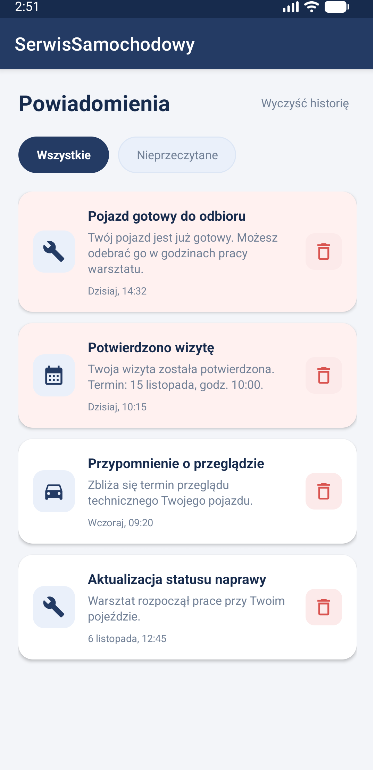 2:51
SerwisSamochodowy
Powiadomienia
Wyczyść historię
Wszystkie
Nieprzeczytane
Pojazd gotowy do odbioru
Twój pojazd jest już gotowy. Możesz
odebrać go w godzinach pracy
warsztatu.
Dzisiaj, 14:32
Potwierdzono wizytę
Twoja wizyta została potwierdzona.
Termin: 15 listopada, godz. 10:00.
Dzisiaj, 10:15
Przypomnienie o przeglądzie
Zbliża się termin przeglądu
technicznego Twojego pojazdu.
Wczoraj, 09:20
Aktualizacja statusu naprawy
Warsztat rozpoczął prace przy Twoim
pojeździe.
6 listopada, 12:45